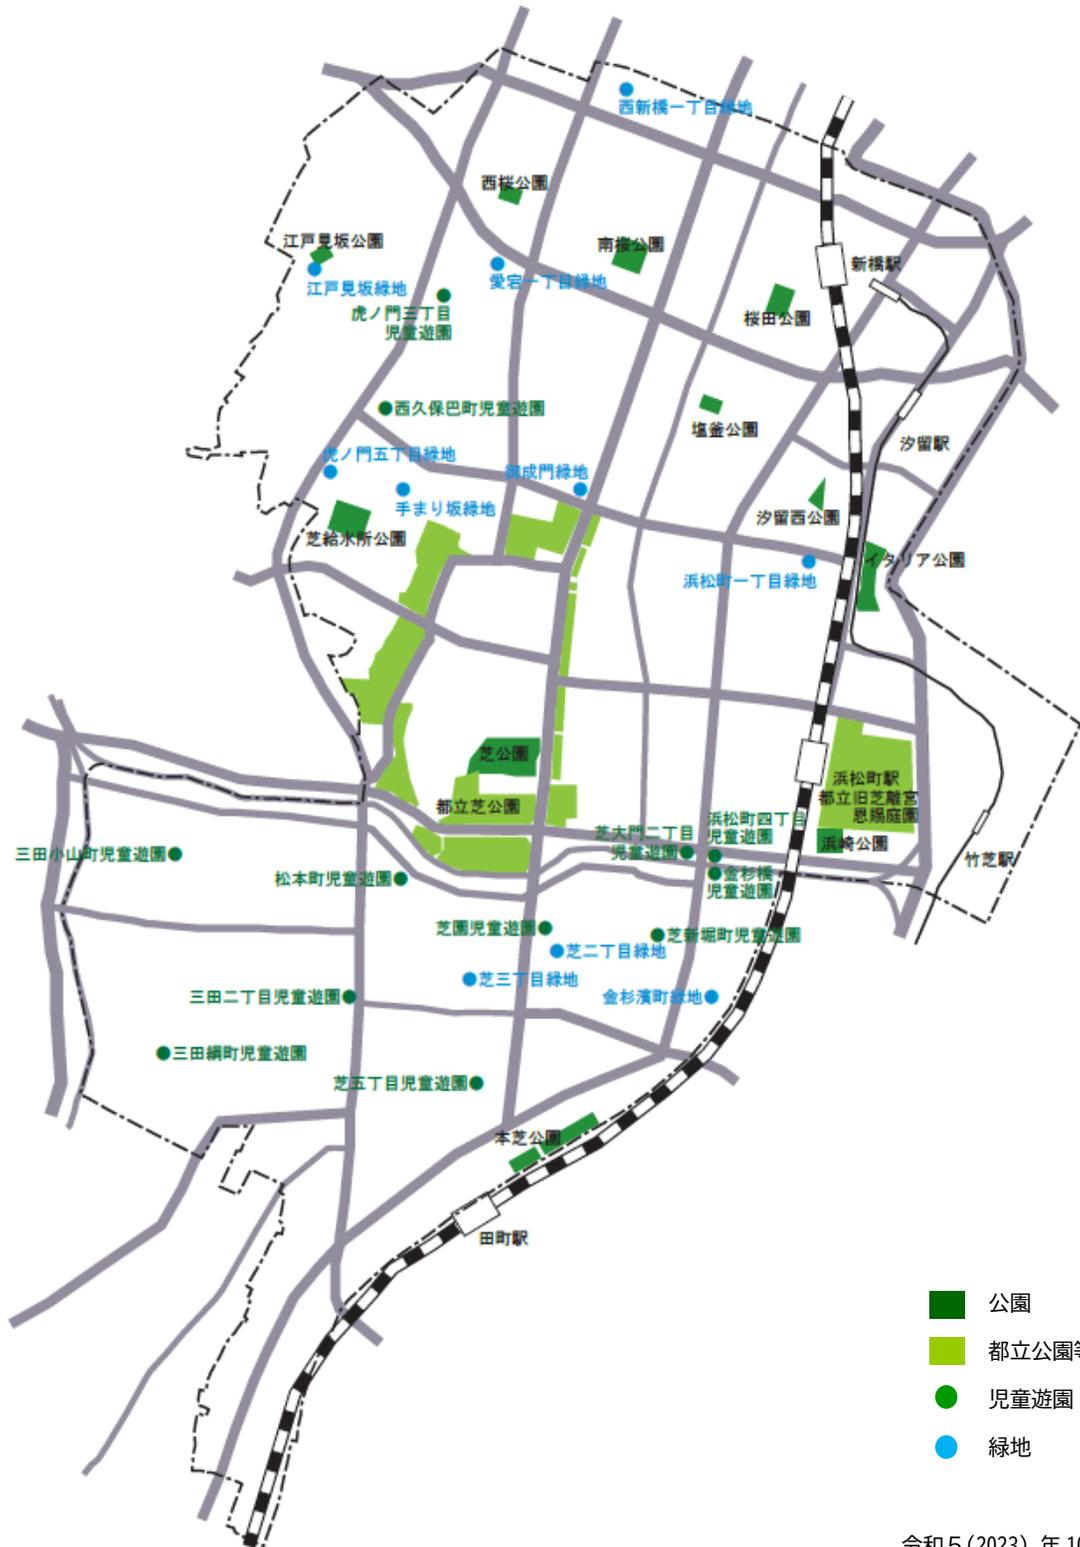 西新橋一丁目緑地
西桜公園
江戸見坂公園
南桜公園
新橋駅
江戸見坂緑地
愛宕一丁目緑地
虎ノ門三丁目
児童遊園
桜田公園
西久保巴町児童遊園
塩釜公園
汐留駅
虎ノ門五丁目緑地
御成門緑地
手まり坂緑地
汐留西公園
芝給水所公園
イタリア公園
浜松町一丁目緑地
芝公園
浜松町駅
都立旧芝離宮
恩賜庭園
都立芝公園
浜松町四丁目
児童遊園
芝大門二丁目
児童遊園
浜崎公園
三田小山町児童遊園
竹芝駅
松本町児童遊園
金杉橋
児童遊園
芝園児童遊園
芝新堀町児童遊園
芝二丁目緑地
芝三丁目緑地
三田二丁目児童遊園
金杉濱町緑地
三田綱町児童遊園
芝五丁目児童遊園
本芝公園
田町駅
公園
都立公園等
児童遊園
緑地
令和5(2023) 年 10